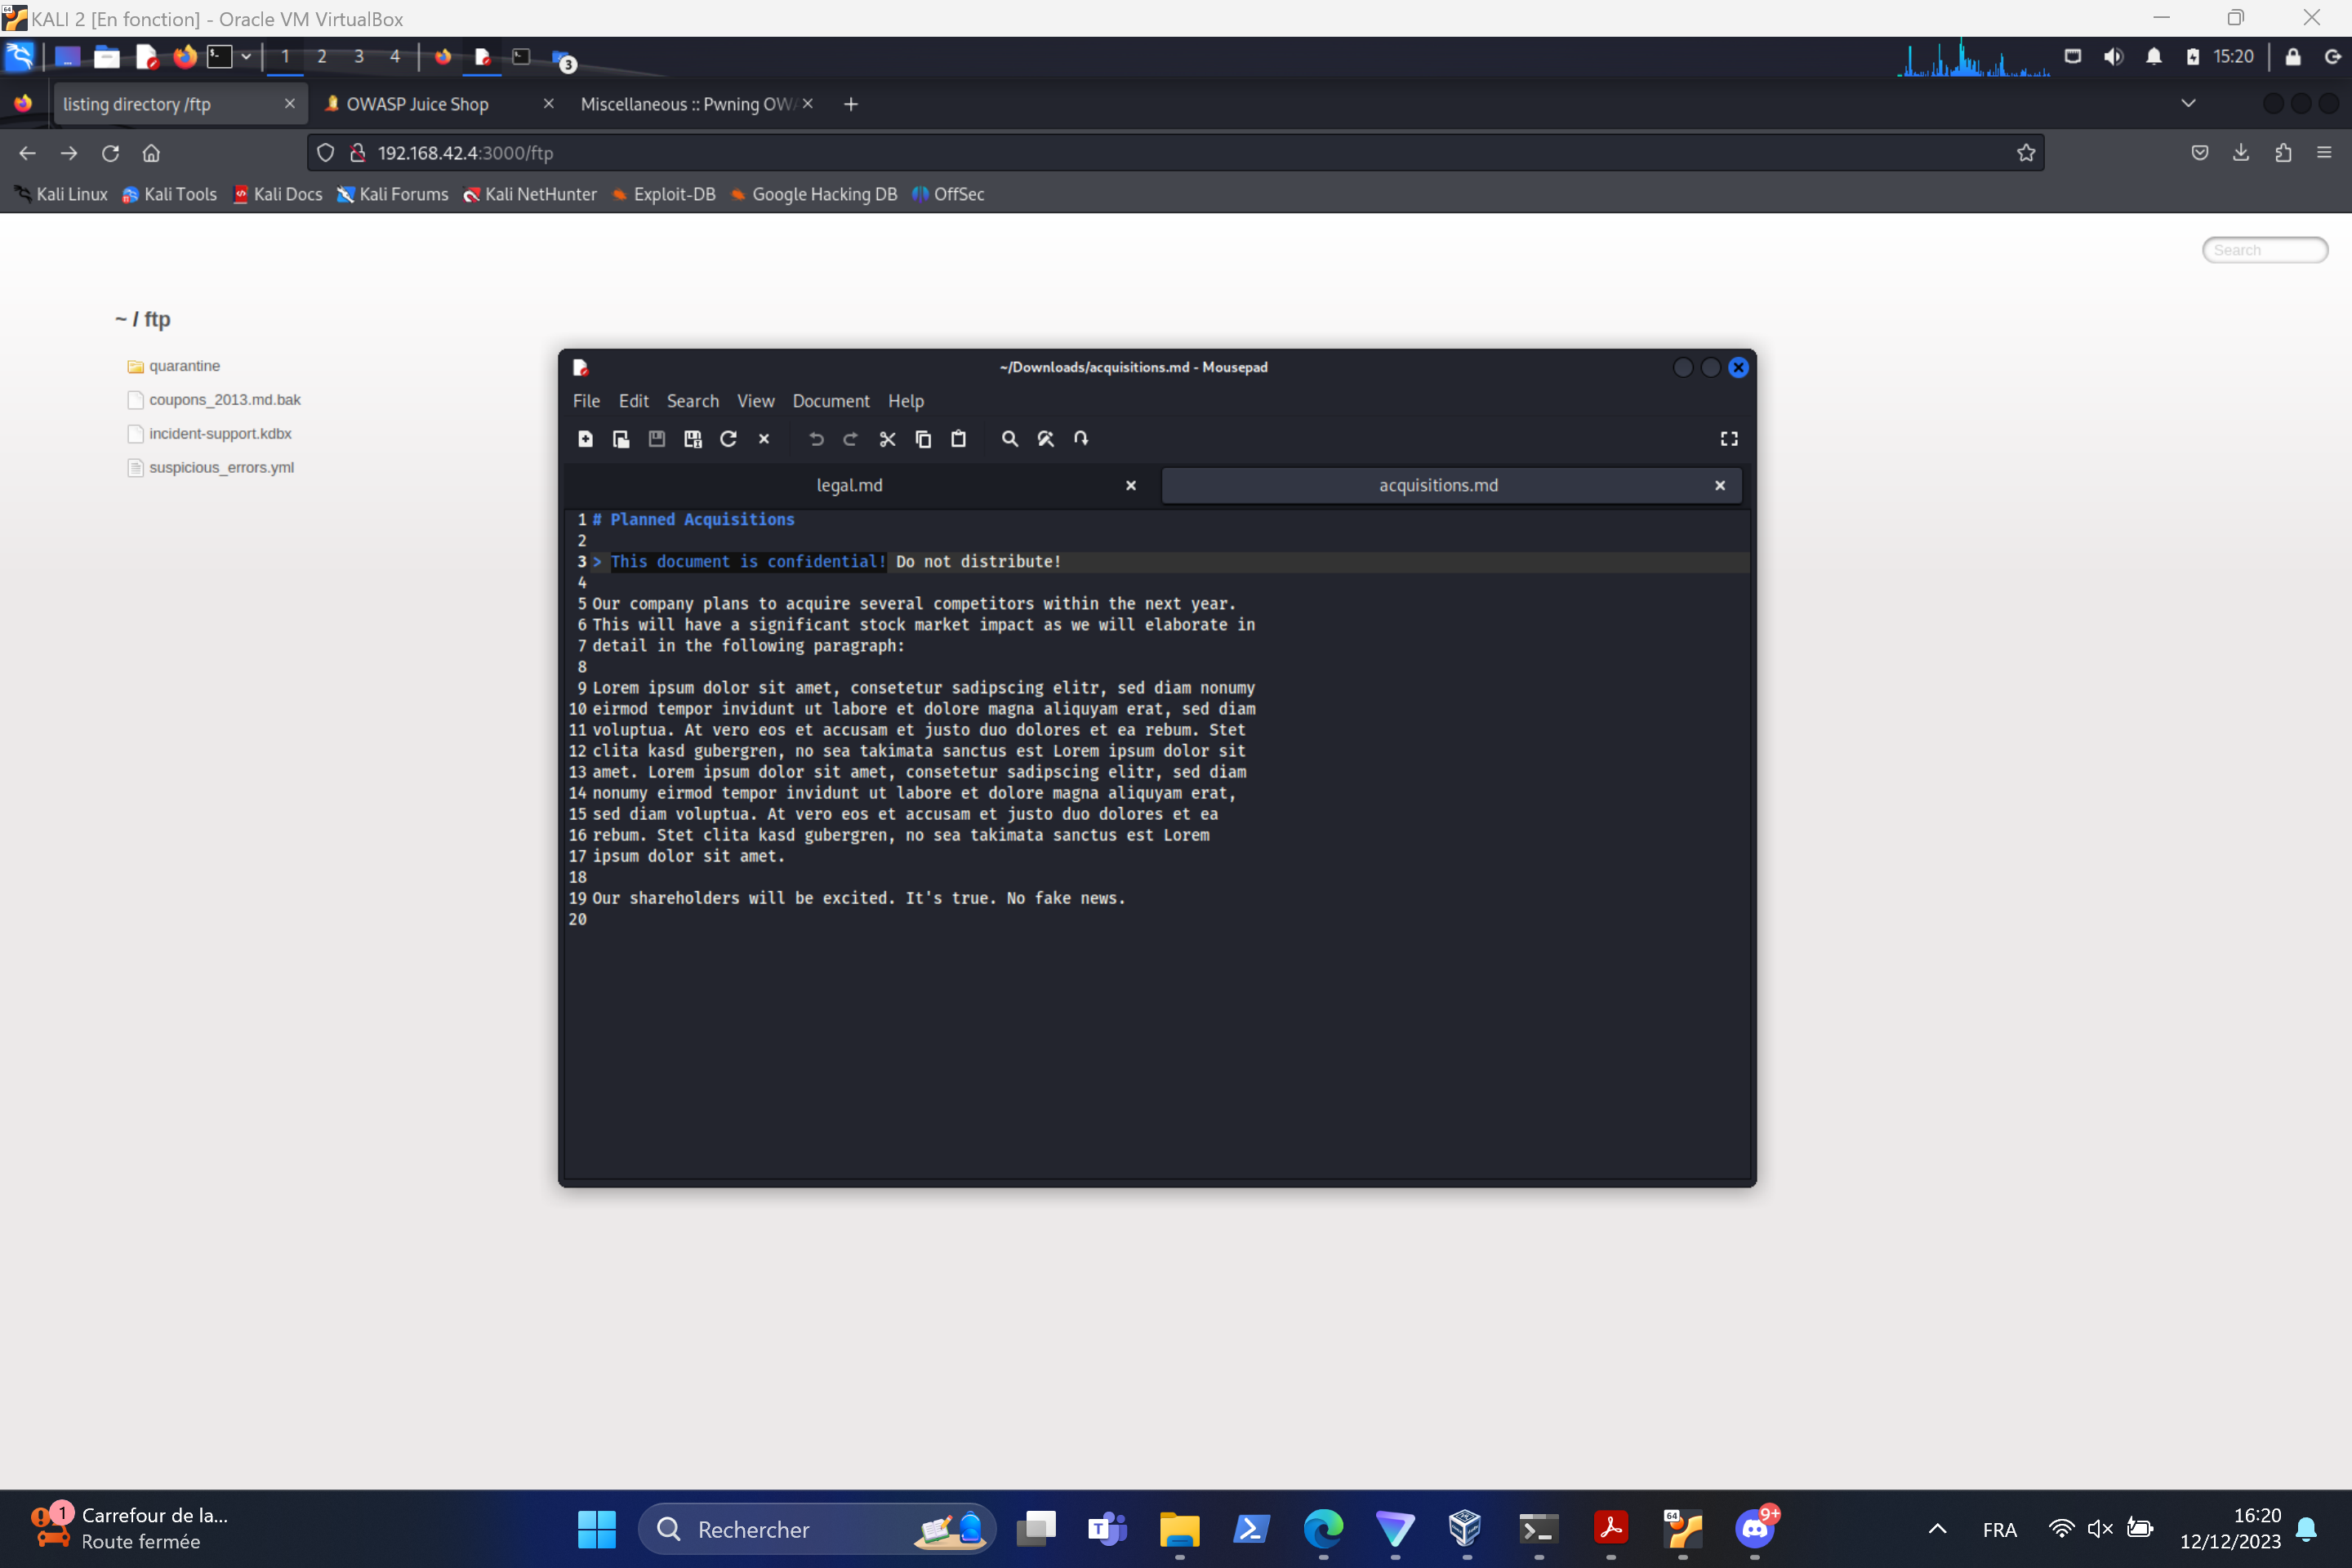 KALI 2 [En fonction] - Oracle VM VirtualBox
1 2 3 4 3 15:20
listing directory /ftp OWASP Juice Shop Miscellaneous :: Pwning OWA
192.168.42.4:3000/ftp
Kali Linux Kali Tools Kali Docs Kali Forums Kali NetHunter Exploit-DB Google Hacking DB OffSec
Search
~ / ftp
quarantine
coupons_2013.md.bak
incident-support.kdbx
suspicious_errors.yml
~/Downloads/acquisitions.md - Mousepad
File Edit Search View Document Help
legal.md acquisitions.md
1 # Planned Acquisitions
2
3 > This document is confidential! Do not distribute!
4
5 Our company plans to acquire several competitors within the next year.
6 This will have a significant stock market impact as we will elaborate in
7 detail in the following paragraph:
8
9 Lorem ipsum dolor sit amet, consetetur sadipscing elitr, sed diam nonumy
10 eirmod tempor invidunt ut labore et dolore magna aliquyam erat, sed diam
11 voluptua. At vero eos et accusam et justo duo dolores et ea rebum. Stet
12 clita kasd gubergren, no sea takimata sanctus est Lorem ipsum dolor sit
13 amet. Lorem ipsum dolor sit amet, consetetur sadipscing elitr, sed diam
14 nonumy eirmod tempor invidunt ut labore et dolore magna aliquyam erat,
15 sed diam voluptua. At vero eos et accusam et justo duo dolores et ea
16 rebum. Stet clita kasd gubergren, no sea takimata sanctus est Lorem
17 ipsum dolor sit amet.
18
19 Our shareholders will be excited. It's true. No fake news.
20
1 Carrefour de la...
Route fermée
Rechercher
64
9+
FRA
16:20
12/12/2023